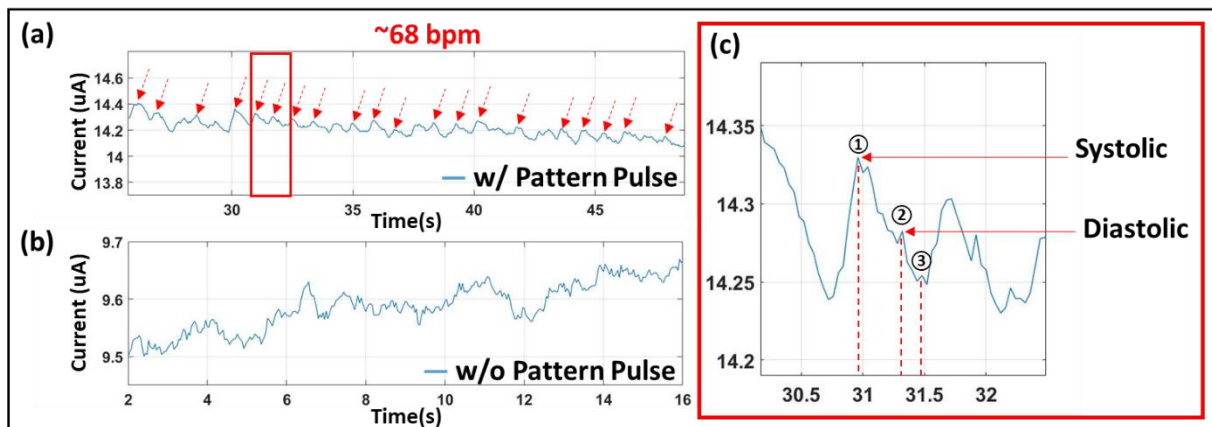 (a)
~68 bpm
Current (uA)
14.6
14.4
14.2
14
13.8
w/ Pattern Pulse
30
35
40
45
Time(s)
(b)
Current (uA)
9.7
9.6
9.5
w/o Pattern Pulse
2
4
6
8
10
12
14
16
Time(s)
(c)
14.35
14.3
14.25
14.2
①
②
③
Systolic
Diastolic
30.5
31
31.5
32